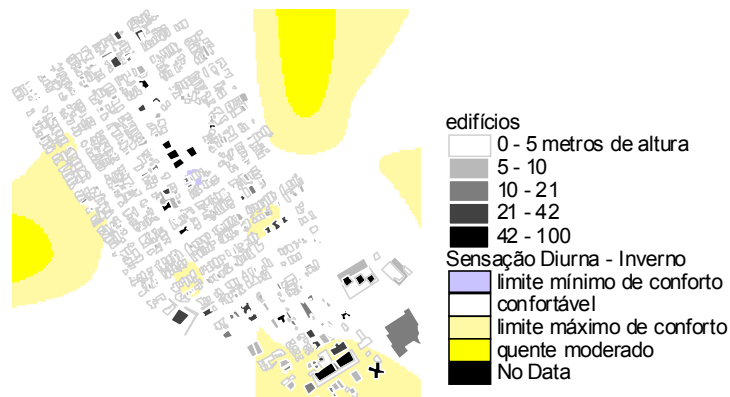 edifícios
0 - 5 metros de altura
5 - 10
10 - 21
21 - 42
42 - 100
Sensação Diurna - Inverno
limite mínimo de conforto
confortável
limite máximo de conforto
quente moderado
No Data